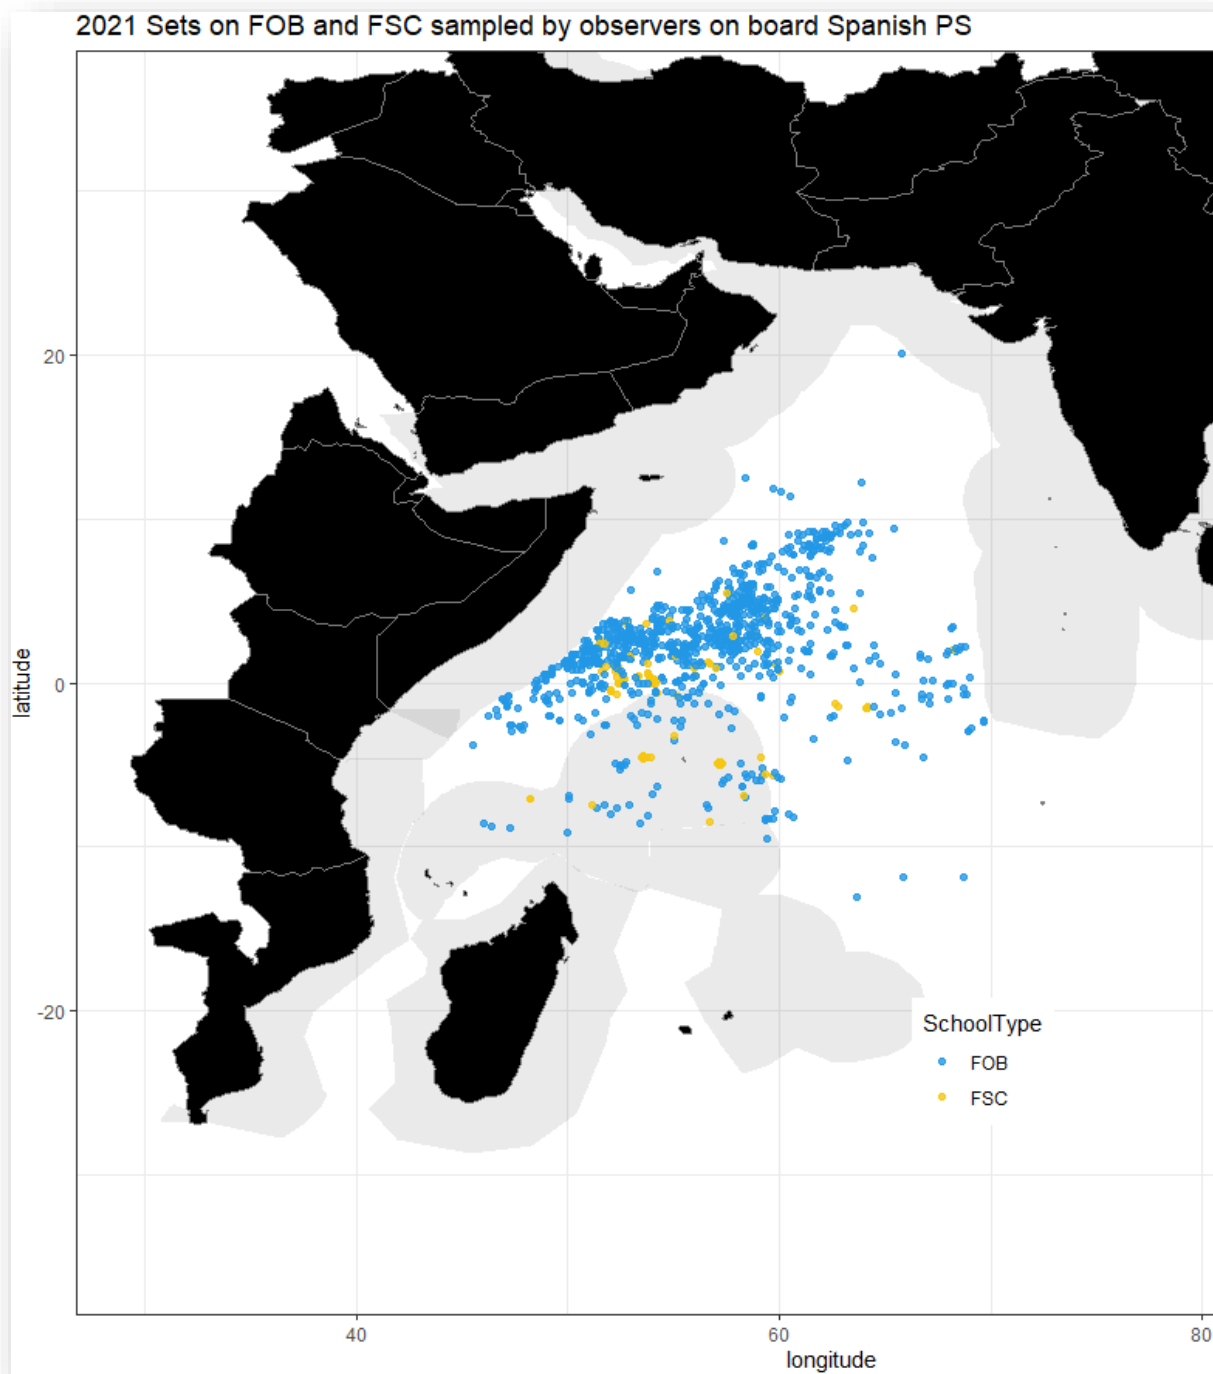 2021 Sets on FOB and FSC sampled by observers on board Spanish PS
20
0
-20
latitude
SchoolType
FOB
FSC
40
60
80
longitude